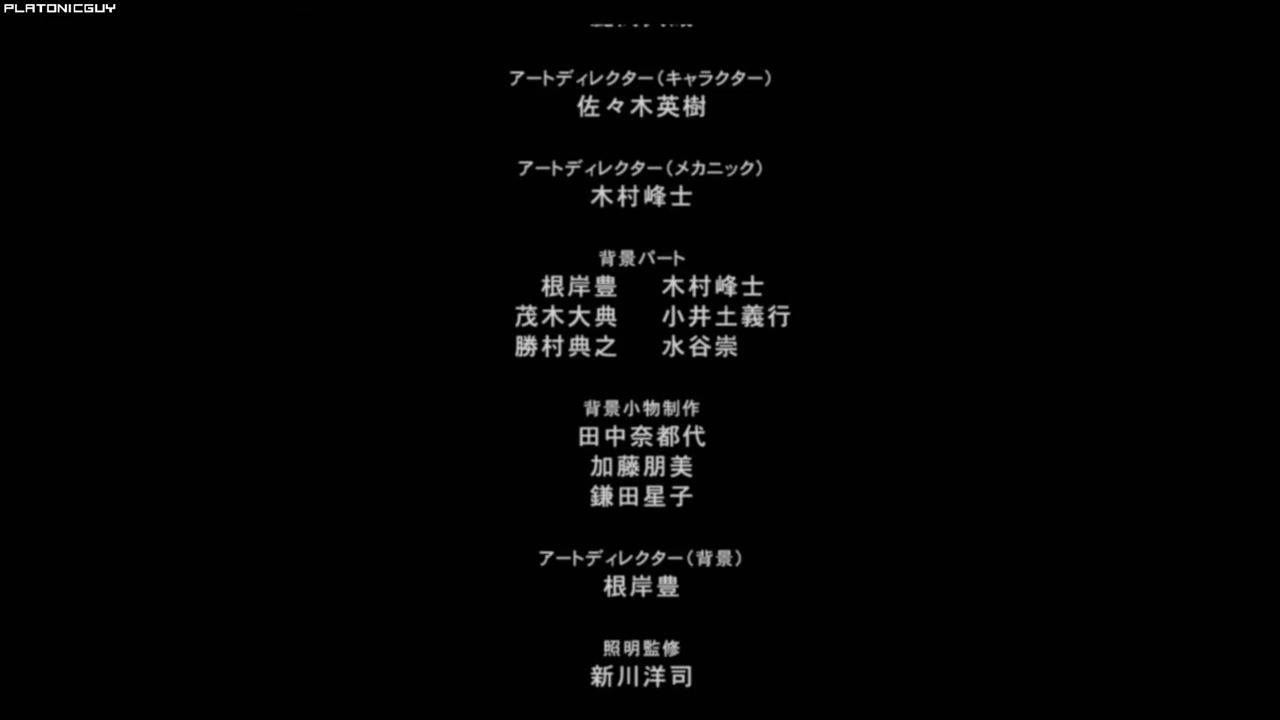 PLATONICGUY
アートディレクター（キャラクター）
佐々木英樹
アートディレクター（メカニック）
木村峰士
背景パート
根岸豊 木村峰士
茂木大典 小井土義行
勝村典之 水谷崇
背景小物制作
田中奈都代
加藤朋美
鎌田星子
アートディレクター（背景）
根岸豊
照明監修
新川洋司